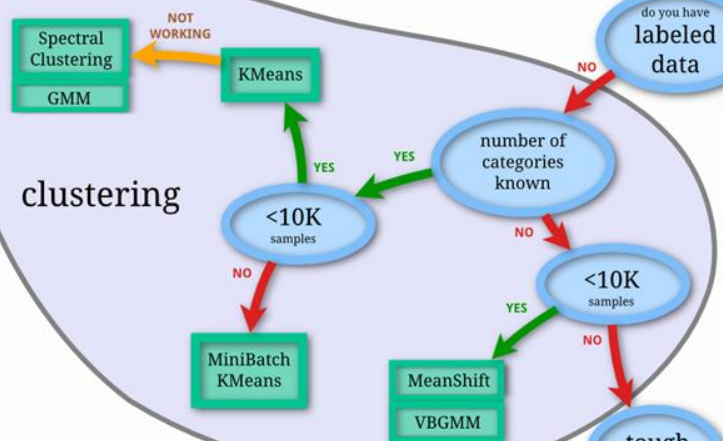 do you have
labeled
data
NOT
WORKING
Spectral
Clustering
GMM
KMeans
NO
number of
categories
known
YES
YES
clustering
<10K
samples
NO
NO
<10K
samples
YES
NO
MiniBatch
KMeans
MeanShift
VBGMM
tough